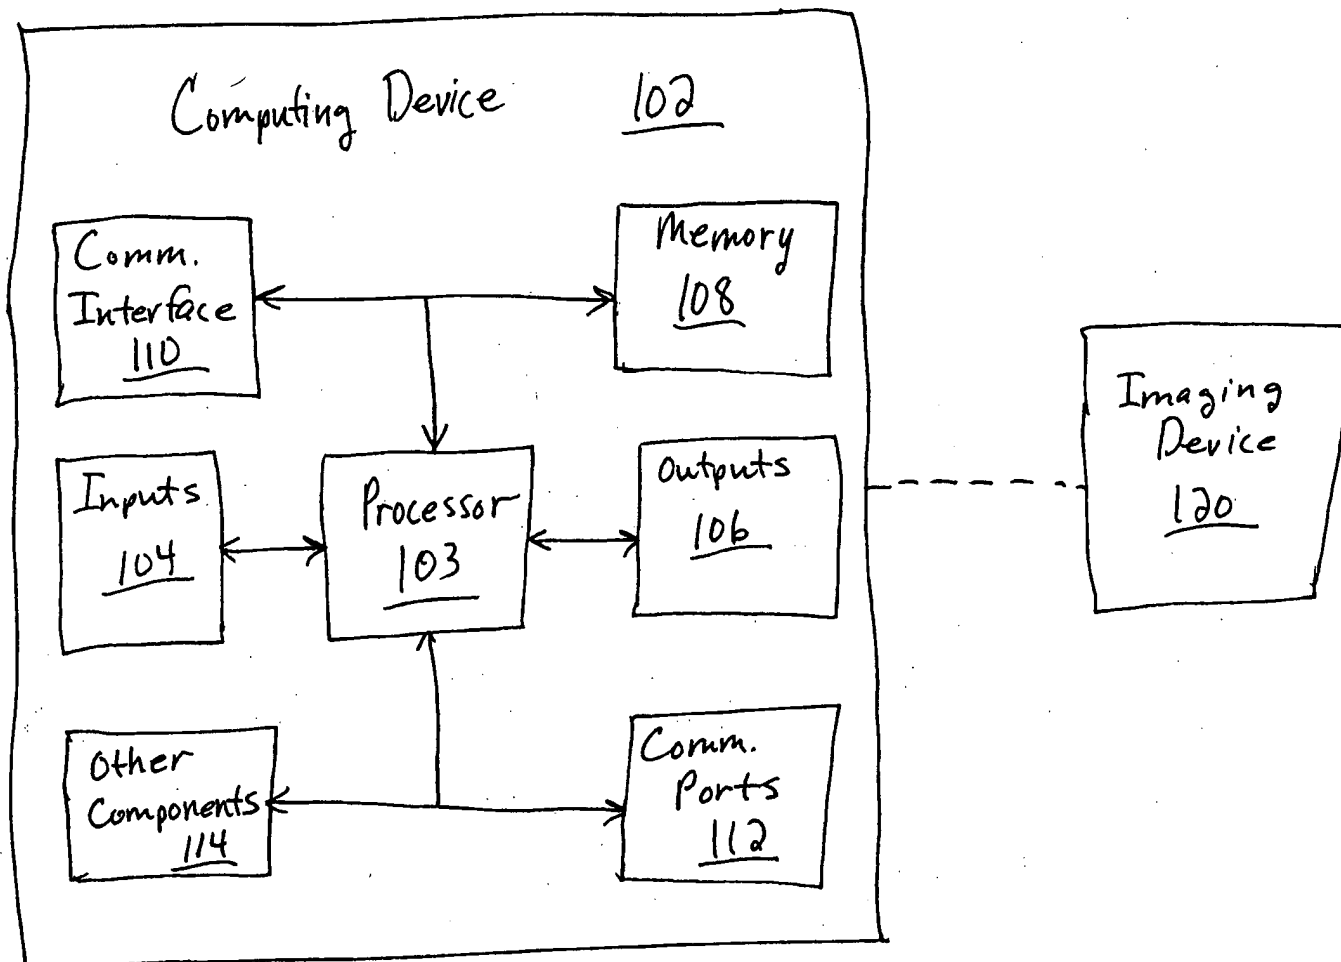 Computing Device 102
Comm.
Interface
110
Memory
108
Inputs
104
Processor
103
Outputs
106
Imaging
Device
120
Other
Components
114
Comm.
Ports
112